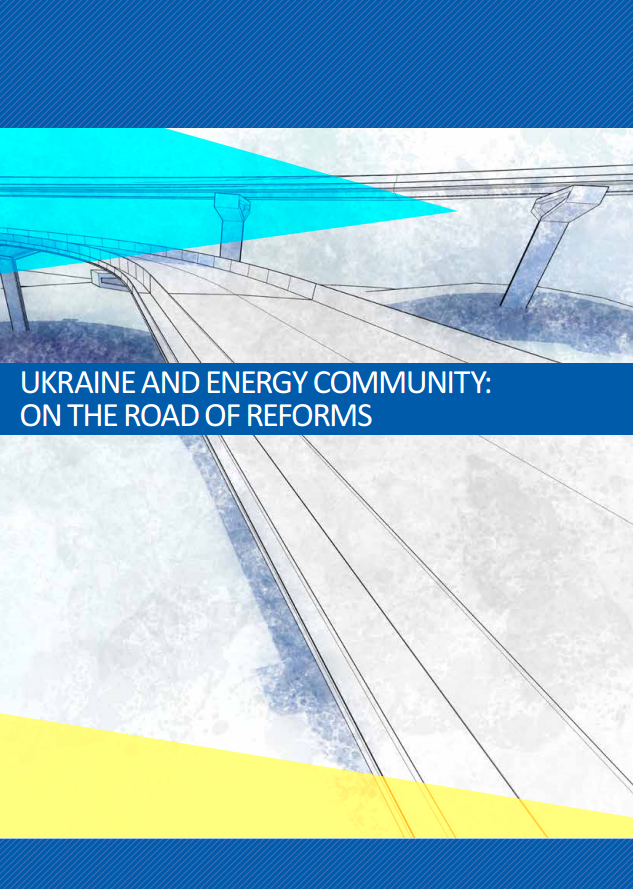 UKRAINE AND ENERGY COMMUNITY:
ON THE ROAD OF REFORMS